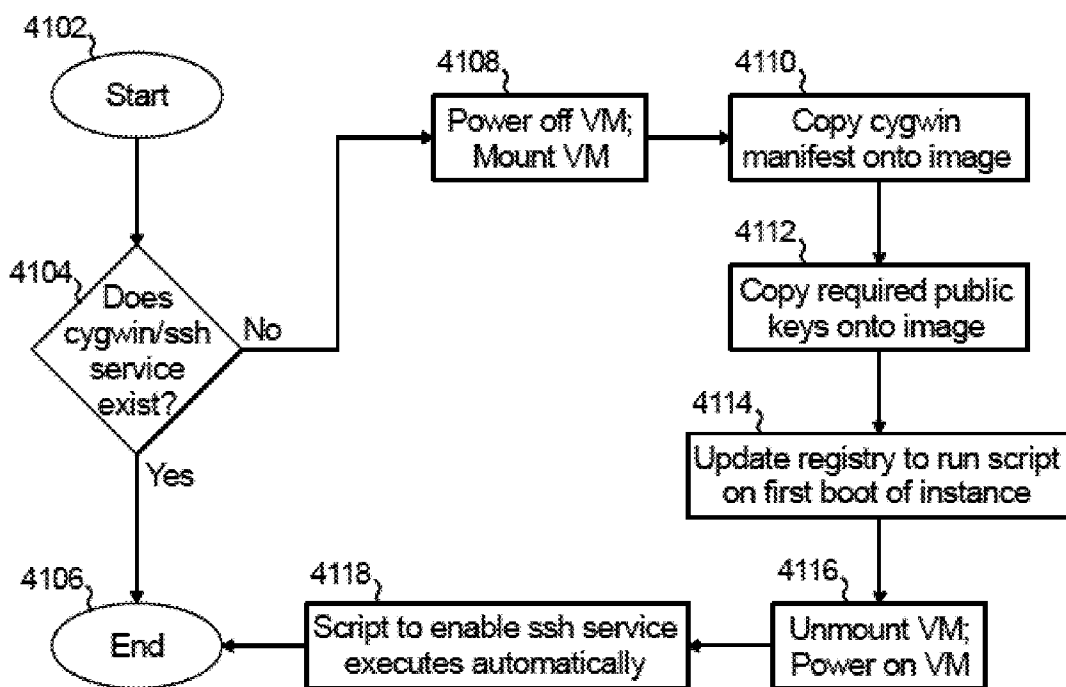 4102
Start
4104
Does
cygwin/ssh
service
exist?
No
Yes
4106
End
4108
Power off VM;
Mount VM
4110
Copy cygwin
manifest onto image
4112
Copy required public
keys onto image
4114
Update registry to run script
on first boot of instance
4116
Unmount VM;
Power on VM
4118
Script to enable ssh service
executes automatically